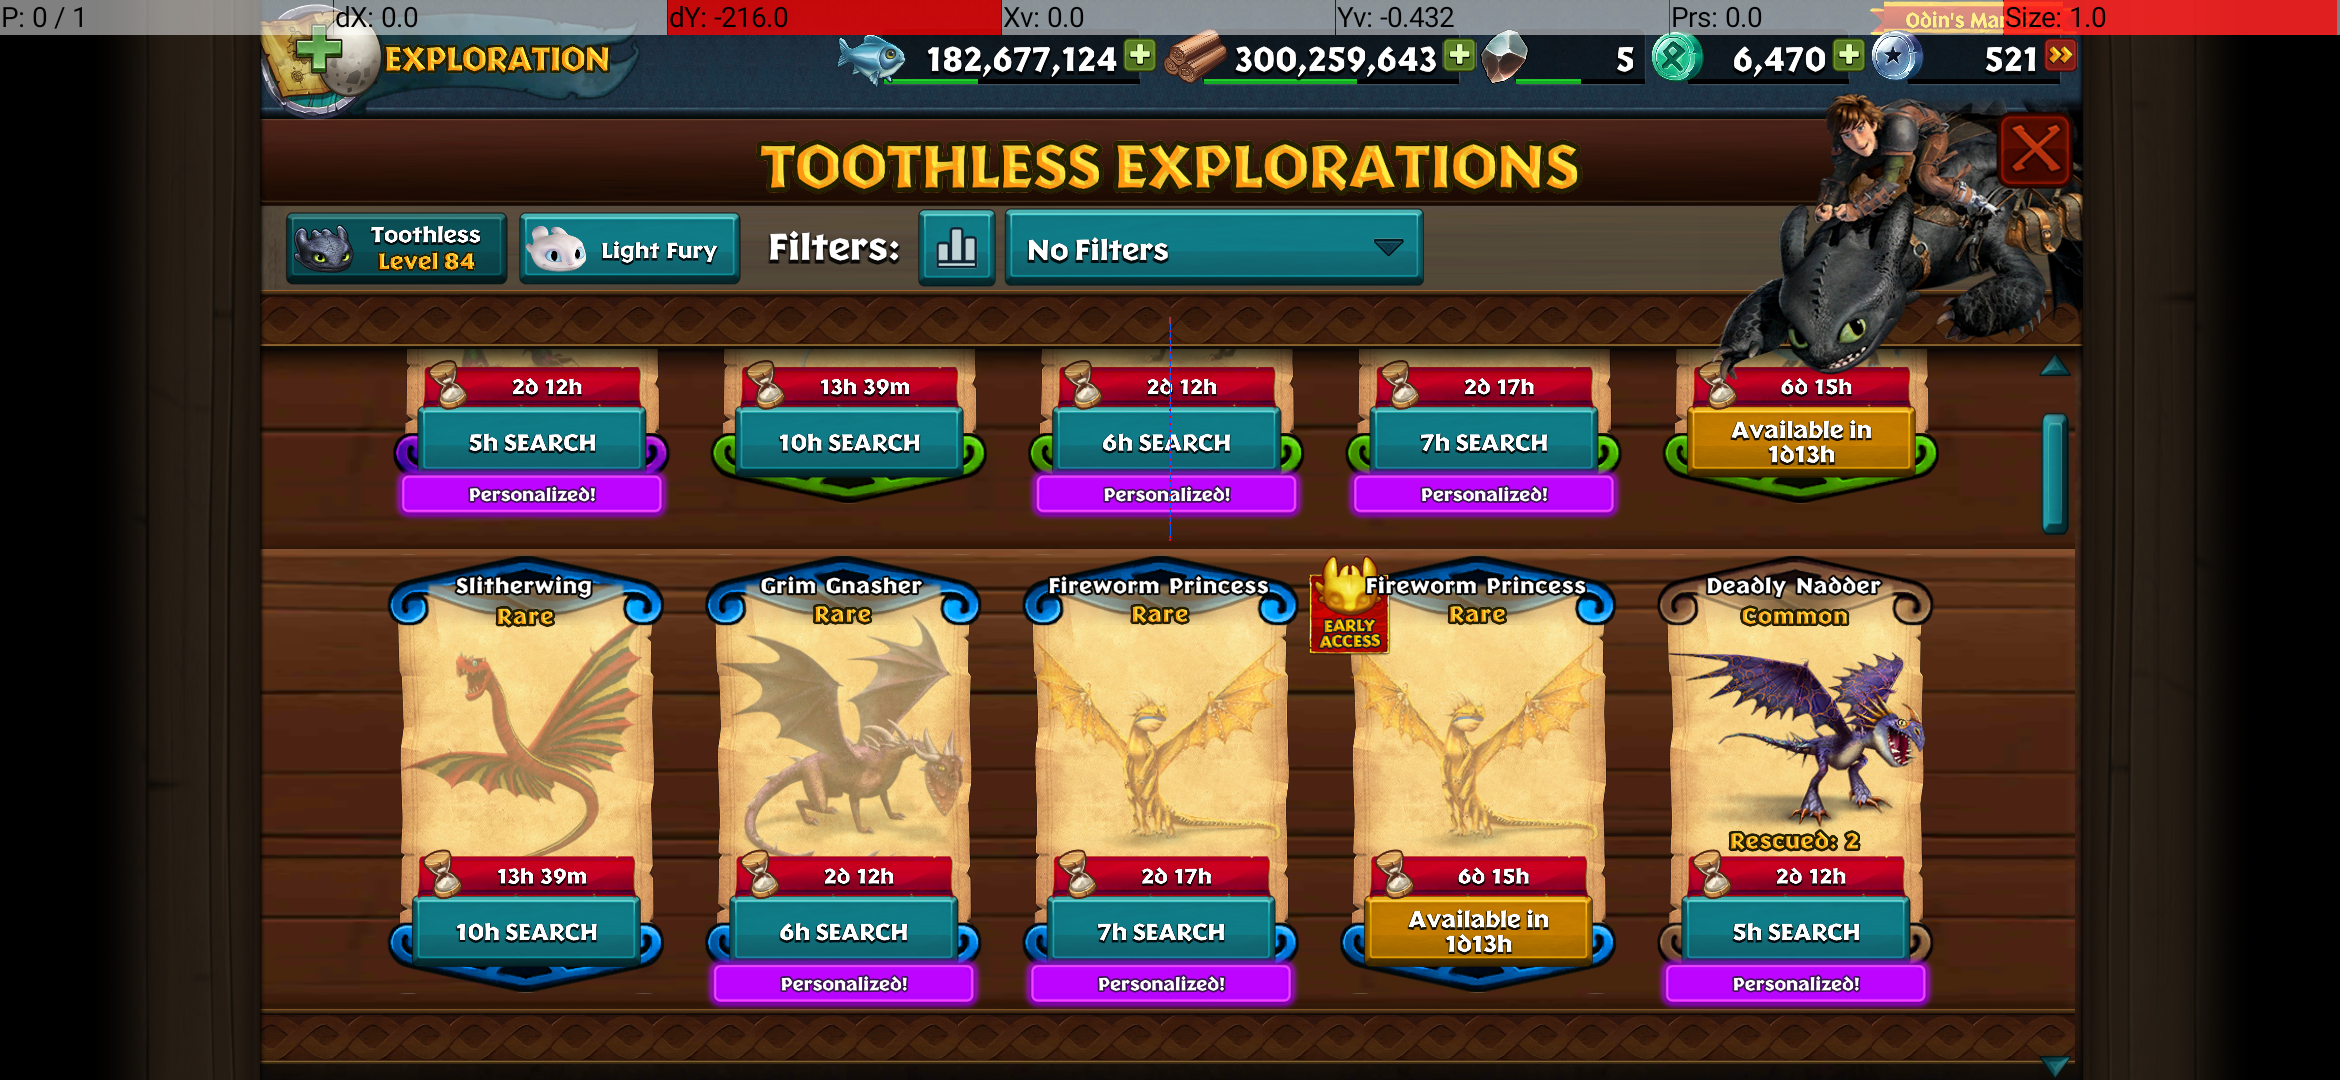 P: 0 / 1
dX: 0.0
dY: -216.0
Xv: 0.0
Yv: -0.432
Prs: 0.0
Size: 1.0
Odin's Mar
EXPLORATION
182,677,124
300,259,643
5
6,470
521
TOOTHLESS EXPLORATIONS
Toothless
Level 84
Light Fury
Filters:
No Filters
2d 12h
13h 39m
2d 12h
2d 17h
6d 15h
5h SEARCH
10h SEARCH
6h SEARCH
7h SEARCH
Available in
1d13h
Personalized!
Personalized!
Personalized!
Slitherwing
Rare
Grim Gnasher
Rare
Fireworm Princess
Rare
EARLY
ACCESS
Fireworm Princess
Rare
Deadly Nadder
Common
Rescued: 2
13h 39m
2d 12h
2d 17h
6d 15h
2d 12h
10h SEARCH
6h SEARCH
7h SEARCH
Available in
1d13h
5h SEARCH
Personalized!
Personalized!
Personalized!